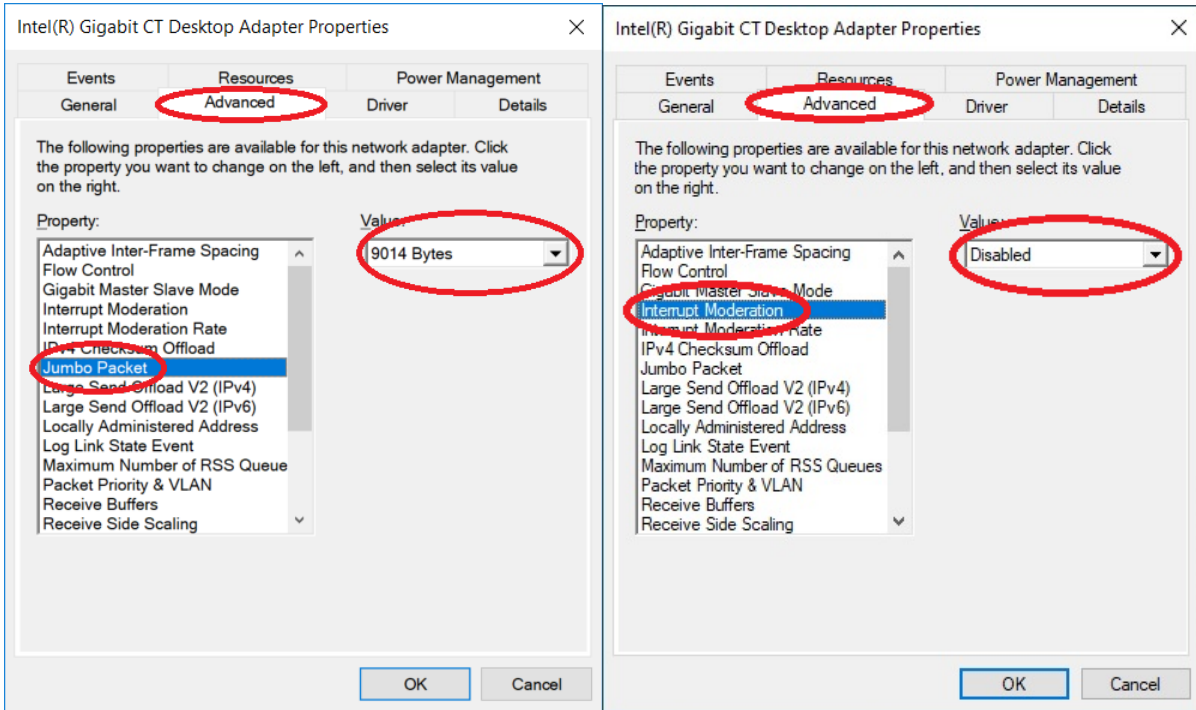 Intel(R) Gigabit CT Desktop Adapter Properties
Events Resources Power Management
General Advanced Driver Details
The following properties are available for this network adapter. Click
the property you want to change on the left, and then select its value
on the right.
Property: Value:
9014 Bytes
Adaptive Inter-Frame Spacing
Flow Control
Gigabit Master Slave Mode
Interrupt Moderation
Interrupt Moderation Rate
IPv4 Checksum Offload
Jumbo Packet
Large Send Offload V2 (IPv4)
Large Send Offload V2 (IPv6)
Locally Administered Address
Log Link State Event
Maximum Number of RSS Queue
Packet Priority & VLAN
Receive Buffers
Receive Side Scaling
OK Cancel
Intel(R) Gigabit CT Desktop Adapter Properties
Events Resources Power Management
General Advanced Driver Details
The following properties are available for this network adapter. Click
the property you want to change on the left, and then select its value
on the right.
Property: Value:
Disabled
Adaptive Inter-Frame Spacing
Flow Control
Gigabit Master Slave Mode
Interrupt Moderation
Interrupt Moderation Rate
IPv4 Checksum Offload
Jumbo Packet
Large Send Offload V2 (IPv4)
Large Send Offload V2 (IPv6)
Locally Administered Address
Log Link State Event
Maximum Number of RSS Queues
Packet Priority & VLAN
Receive Buffers
Receive Side Scaling
OK Cancel